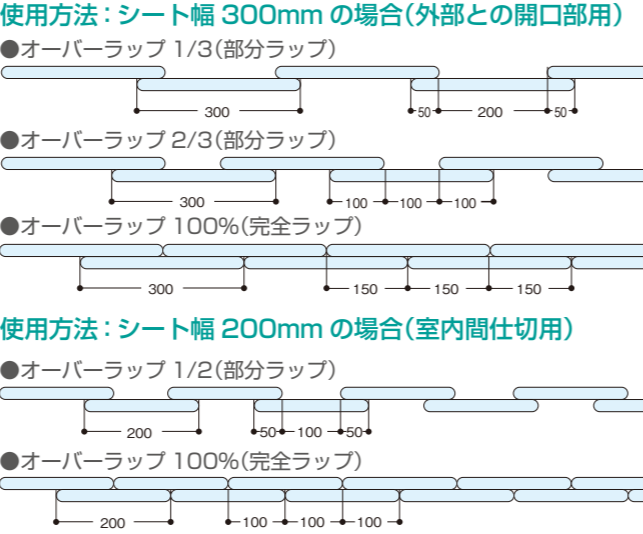 使用方法：シート幅 300mm の場合（外部との開口部用）
●オーバーラップ 1/3（部分ラップ）
300 50 200 50
●オーバーラップ 2/3（部分ラップ）
300 100 100 100
●オーバーラップ 100%（完全ラップ）
300 150 150 150
使用方法：シート幅 200mm の場合（室内間仕切用）
●オーバーラップ 1/2（部分ラップ）
200 50 100 50
●オーバーラップ 100%（完全ラップ）
200 100 100 100